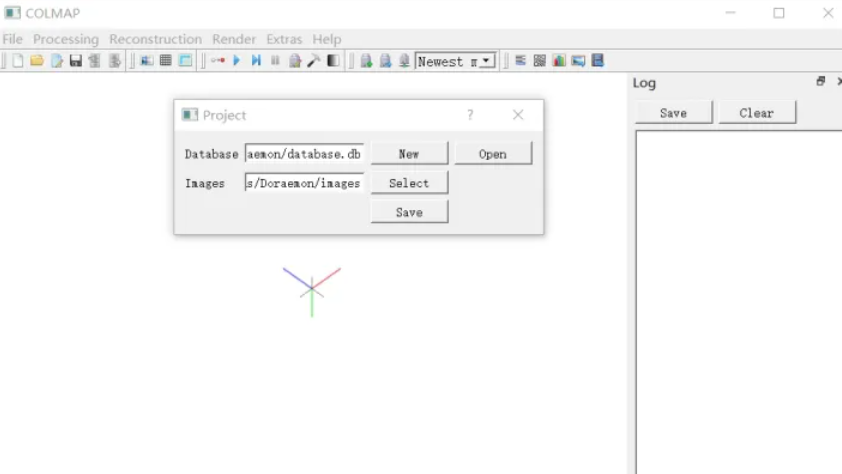 COLMAP
File Processing Reconstruction Render Extras Help
Newest m
Log
Project ?
Save Clear
Database aemon/database.db New Open
Images s/Doraemon/images Select
Save